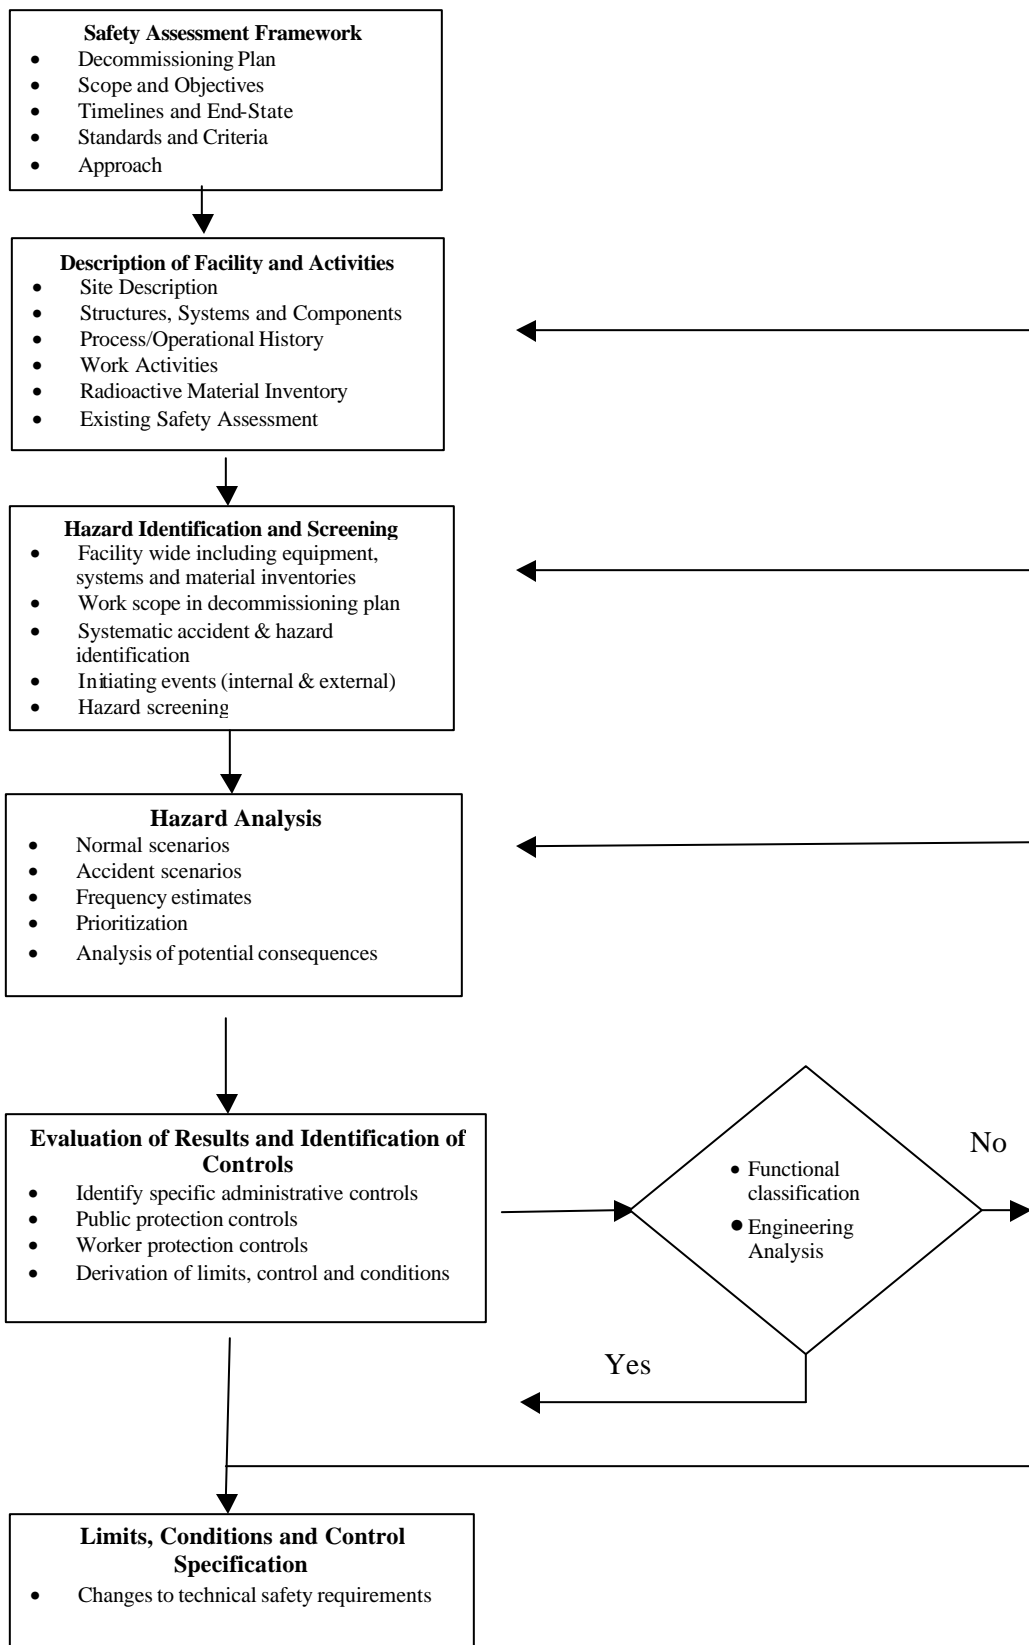 Safety Assessment Framework
• Decommissioning Plan
• Scope and Objectives
• Timelines and End-State
• Standards and Criteria
• Approach
Description of Facility and Activities
• Site Description
• Structures, Systems and Components
• Process/Operational History
• Work Activities
• Radioactive Material Inventory
• Existing Safety Assessment
Hazard Identification and Screening
• Facility wide including equipment,
systems and material inventories
• Work scope in decommissioning plan
• Systematic accident & hazard
identification
• Initiating events (internal & external)
• Hazard screening
Hazard Analysis
• Normal scenarios
• Accident scenarios
• Frequency estimates
• Prioritization
• Analysis of potential consequences
Evaluation of Results and Identification of
Controls
• Identify specific administrative controls
• Public protection controls
• Worker protection controls
• Derivation of limits, control and conditions
• Functional
classification
• Engineering
Analysis
No
Yes
Limits, Conditions and Control
Specification
• Changes to technical safety requirements